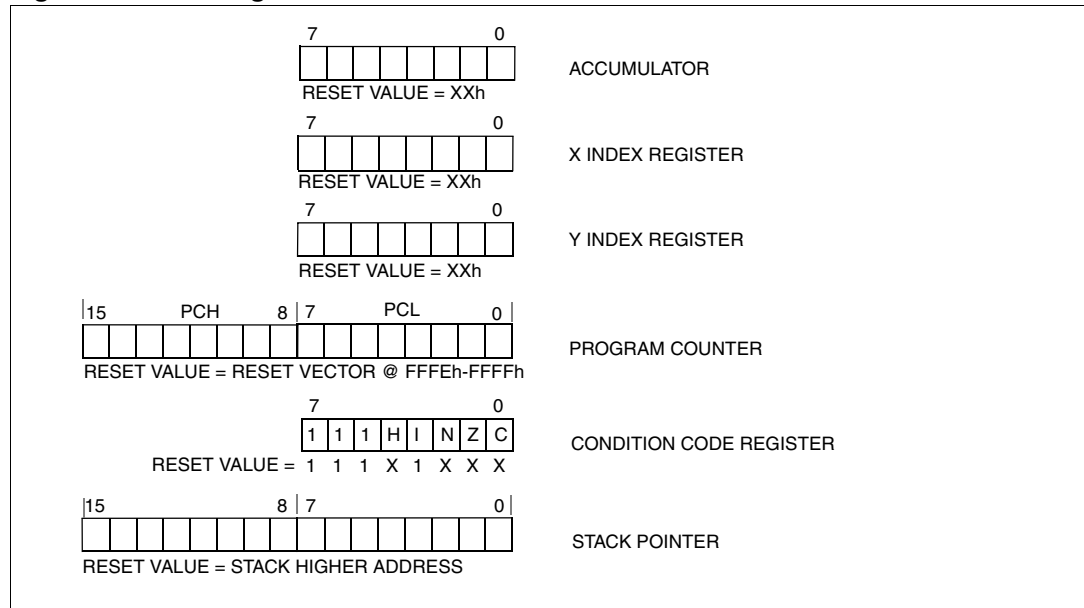 7 0
ACCUMULATOR
RESET VALUE = XXh
7 0
X INDEX REGISTER
RESET VALUE = XXh
7 0
Y INDEX REGISTER
RESET VALUE = XXh
15 PCH 8 7 PCL 0
PROGRAM COUNTER
RESET VALUE = RESET VECTOR @ FFFEh-FFFFh
7 0
1 1 1 H I N Z C
CONDITION CODE REGISTER
RESET VALUE = 1 1 1 X 1 X X X
15 8 7 0
STACK POINTER
RESET VALUE = STACK HIGHER ADDRESS